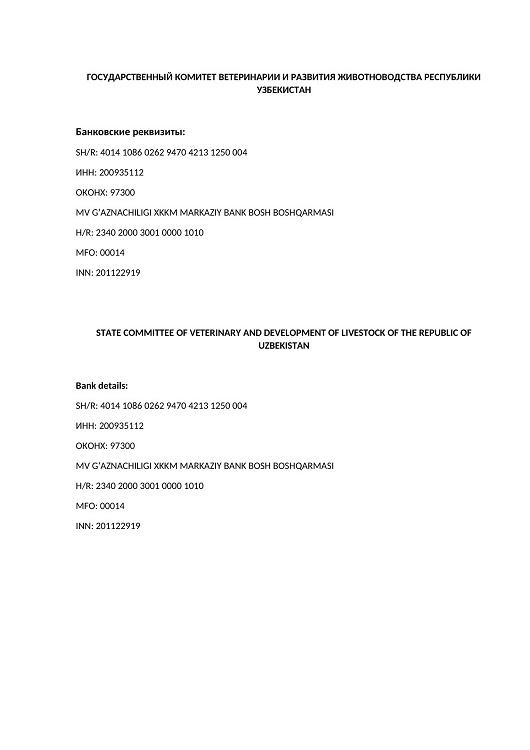 ГОСУДАРСТВЕННЫЙ КОМИТЕТ ВЕТЕРИНАРИИ И РАЗВИТИЯ ЖИВОТНОВОДСТВА РЕСПУБЛИКИ
УЗБЕКИСТАН
Банковские реквизиты:
SH/R: 4014 1086 0262 9470 4213 1250 004
ИНН: 200935112
ОКОНХ: 97300
MV G'AZNACHILIGI XKKM MARKAZIY BANK BOSH BOSHQARMASI
H/R: 2340 2000 3001 0000 1010
MFO: 00014
INN: 201122919
STATE COMMITTEE OF VETERINARY AND DEVELOPMENT OF LIVESTOCK OF THE REPUBLIC OF
UZBEKISTAN
Bank details:
SH/R: 4014 1086 0262 9470 4213 1250 004
ИНН: 200935112
ОКОНХ: 97300
MV G'AZNACHILIGI XKKM MARKAZIY BANK BOSH BOSHQARMASI
H/R: 2340 2000 3001 0000 1010
MFO: 00014
INN: 201122919